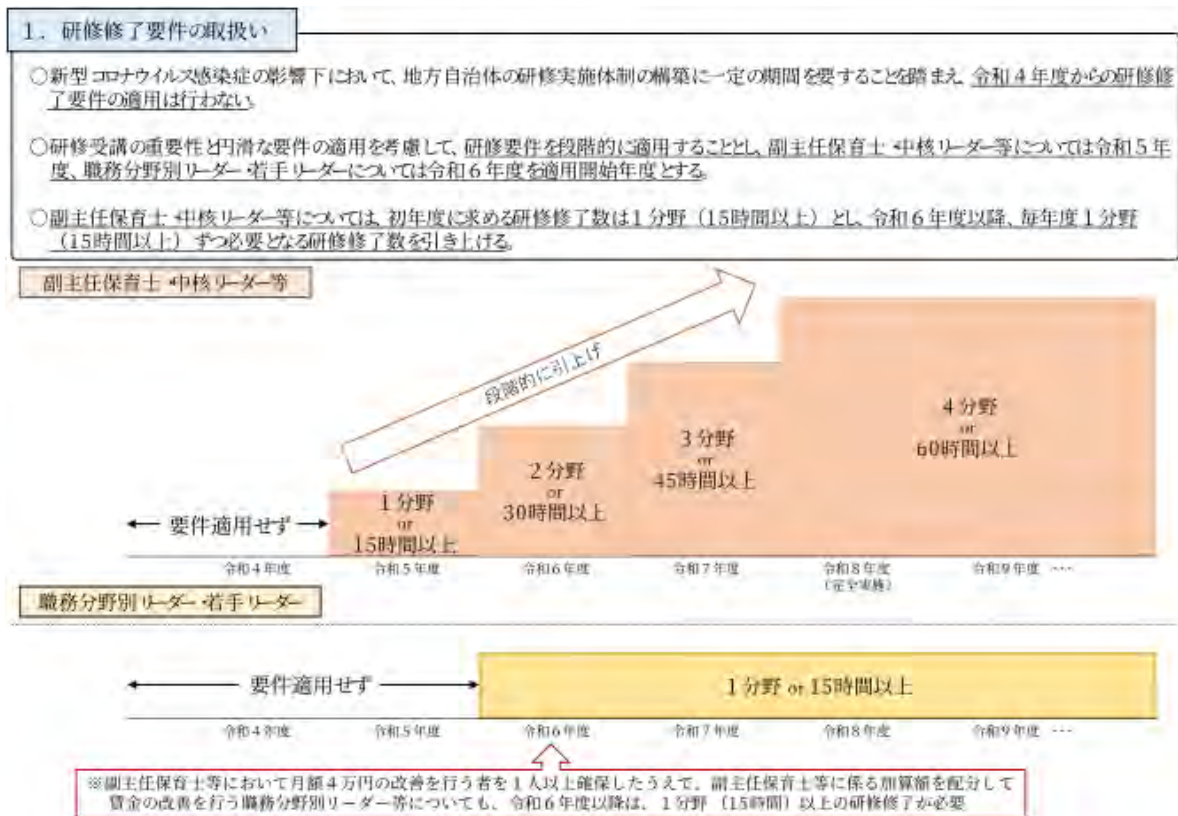 1．研修修了要件の取扱い
○新型コロナウイルス感染症の影響下において、地方自治体の研修実施体制の構築に一定の期間を要することを踏まえ、令和４年度からの研修修
了要件の適用は行わない。
○研修受講の重要性と円滑な要件の適用を考慮して、研修要件を段階的に適用することとし、副主任保育士・中核リーダー等については令和５年
度、職務分野別リーダー・若手リーダーについては令和６年度を適用開始年度とする。
○副主任保育士・中核リーダー等については、初年度に求める研修修了数は１分野（15時間以上）とし、令和６年度以降、毎年度１分野
（15時間以上）ずつ必要となる研修修了数を引き上げる。
副主任保育士・中核リーダー等
段階的に引上げ
要件適用せず
１分野
or
15時間以上
２分野
or
30時間以上
３分野
or
45時間以上
４分野
or
60時間以上
令和４年度 令和５年度 令和６年度 令和７年度 令和８年度 令和９年度 …
（完全実施）
職務分野別リーダー・若手リーダー
要件適用せず
１分野 or 15時間以上
令和４年度 令和５年度 令和６年度 令和７年度 令和８年度 令和９年度 …
※副主任保育士等において月額４万円の改善を行う者を１人以上確保したうえで、副主任保育士等に係る加算額を配分して
賃金の改善を行う職務分野別リーダー等についても、令和６年度以降は、１分野（15時間）以上の研修修了が必要